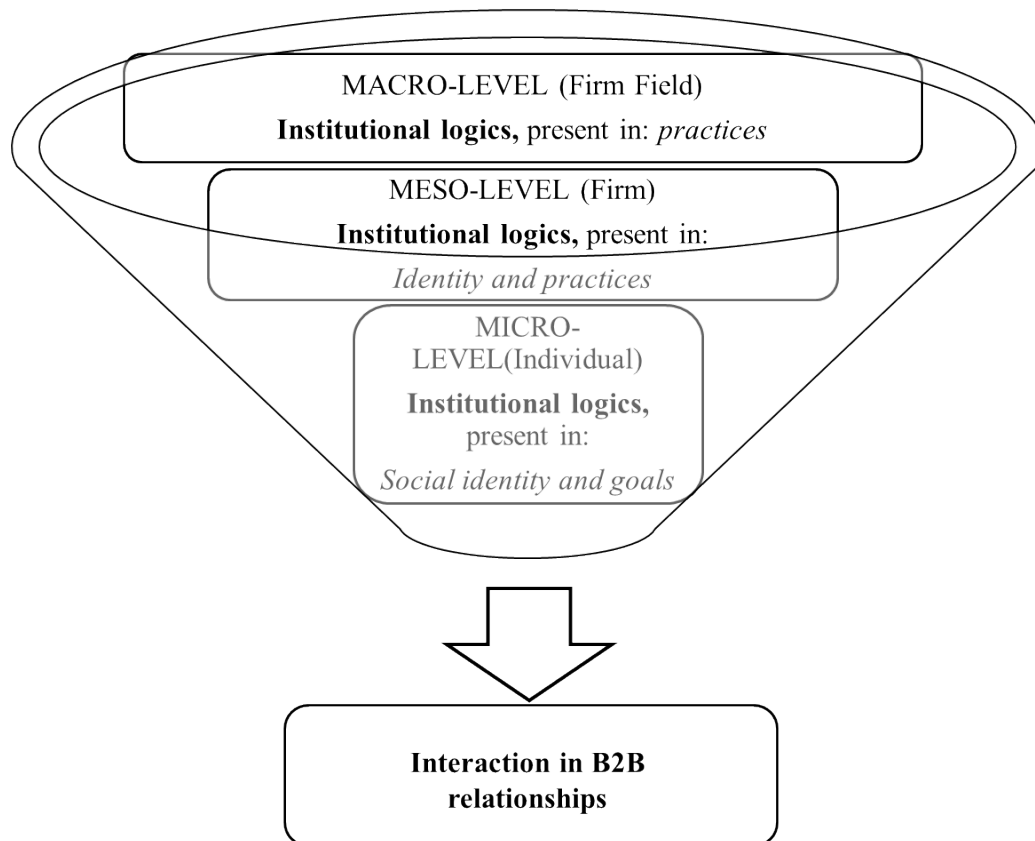 MACRO-LEVEL (Firm Field)
Institutional logics, present in: practices
MESO-LEVEL (Firm)
Institutional logics, present in:
Identity and practices
MICRO-
LEVEL(Individual)
Institutional logics,
present in:
Social identity and goals
Interaction in B2B
relationships